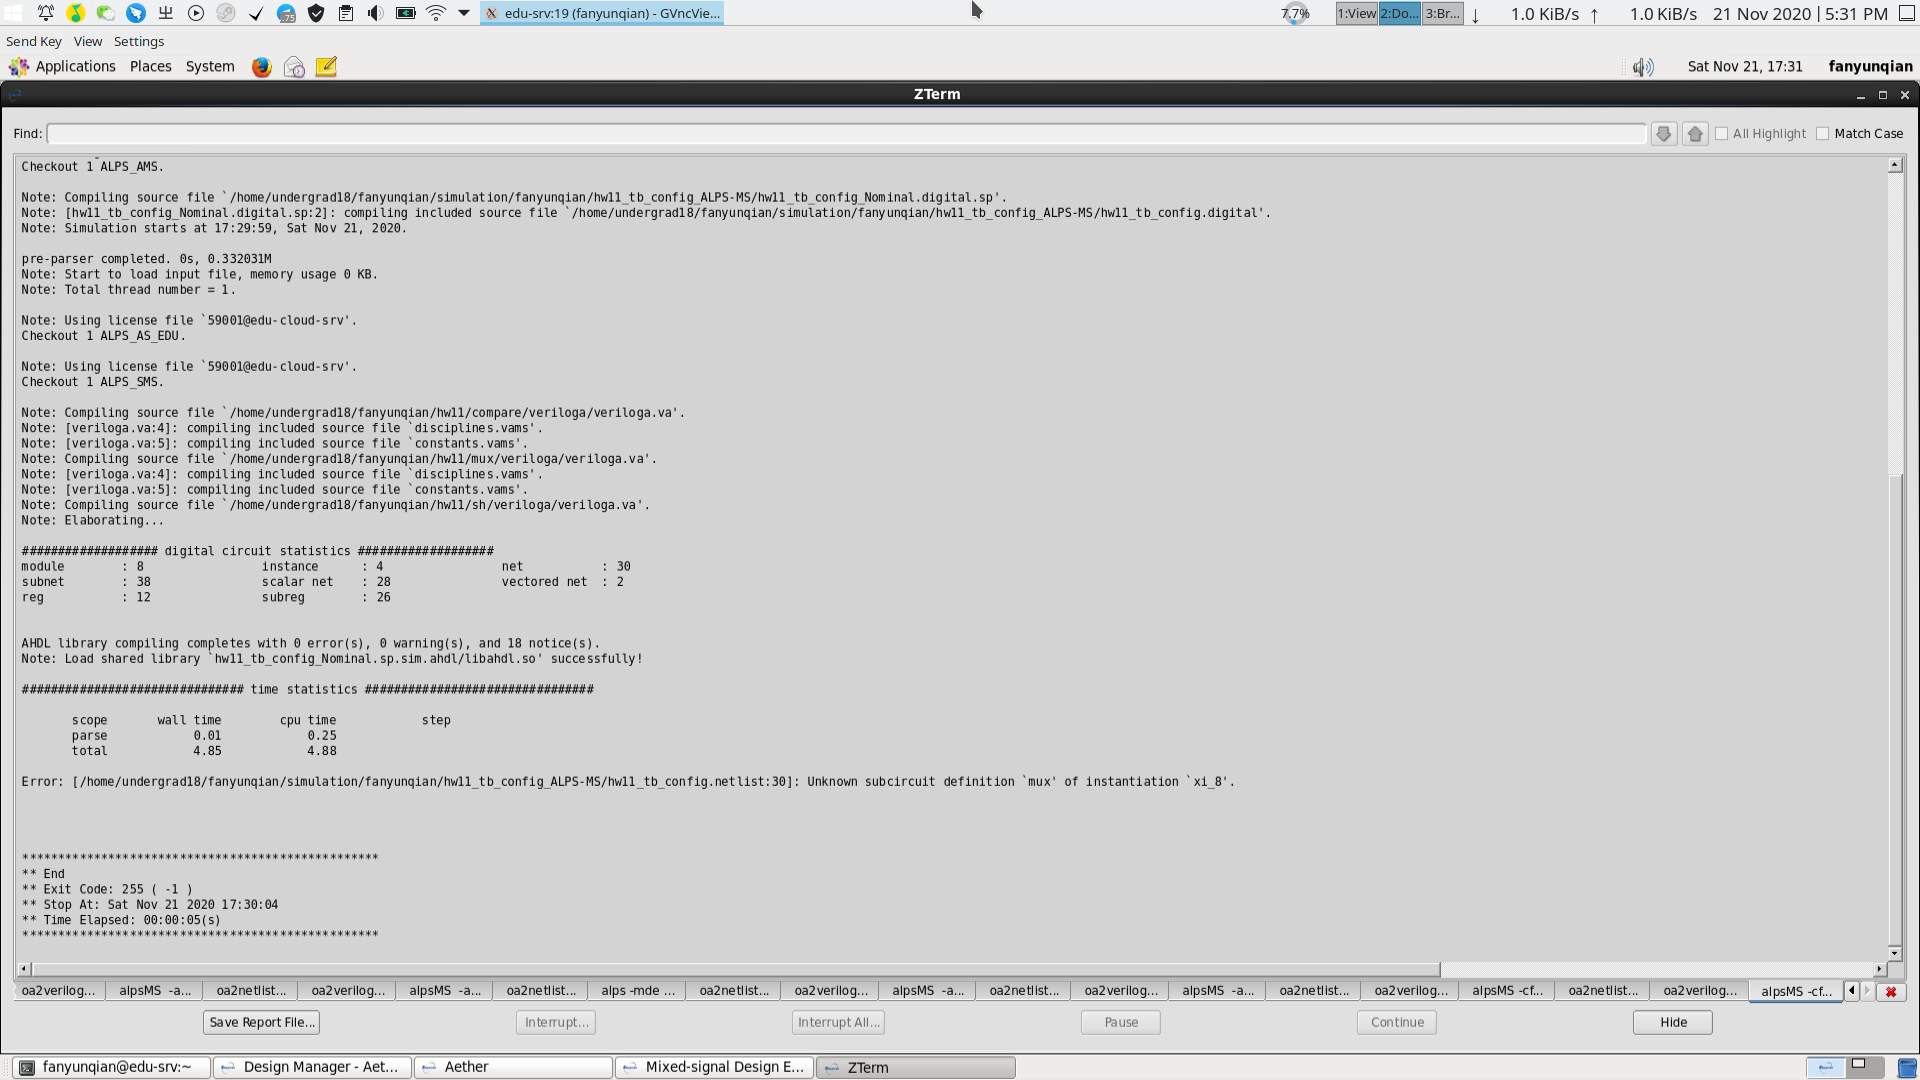 edu-srv:19 (fanyunqian) - GVncVie...
7.7%
1:View 2:Do... 3:Br...
1.0 KiB/s ↑ 1.0 KiB/s 21 Nov 2020 | 5:31 PM
Send Key View Settings
Applications Places System
Sat Nov 21, 17:31 fanyunqian
ZTerm
Find: All Highlight Match Case
Checkout 1 ALPS_AMS.
Note: Compiling source file `/home/undergrad18/fanyunqian/simulation/fanyunqian/hw11_tb_config_ALPS-MS/hw11_tb_config_Nominal.digital.sp'.
Note: [hw11_tb_config_Nominal.digital.sp:2]: compiling included source file `/home/undergrad18/fanyunqian/simulation/fanyunqian/hw11_tb_config_ALPS-MS/hw11_tb_config.digital'.
Note: Simulation starts at 17:29:59, Sat Nov 21, 2020.
pre-parser completed. 0s, 0.332031M
Note: Start to load input file, memory usage 0 KB.
Note: Total thread number = 1.
Note: Using license file `59001@edu-cloud-srv'.
Checkout 1 ALPS_AS_EDU.
Note: Using license file `59001@edu-cloud-srv'.
Checkout 1 ALPS_SMS.
Note: Compiling source file `/home/undergrad18/fanyunqian/hw11/compare/veriloga/veriloga.va'.
Note: [veriloga.va:4]: compiling included source file `disciplines.vams'.
Note: [veriloga.va:5]: compiling included source file `constants.vams'.
Note: Compiling source file `/home/undergrad18/fanyunqian/hw11/mux/veriloga/veriloga.va'.
Note: [veriloga.va:4]: compiling included source file `disciplines.vams'.
Note: [veriloga.va:5]: compiling included source file `constants.vams'.
Note: Compiling source file `/home/undergrad18/fanyunqian/hw11/sh/veriloga/veriloga.va'.
Note: Elaborating...
################### digital circuit statistics ###################
module : 8 instance : 4 net : 30
subnet : 38 scalar net : 28 vectored net : 2
reg : 12 subreg : 26
AHDL library compiling completes with 0 error(s), 0 warning(s), and 18 notice(s).
Note: Load shared library `hw11_tb_config_Nominal.sp.sim.ahdl/libahdl.so' successfully!
############################### time statistics ################################
scope wall time cpu time step
parse 0.01 0.25
total 4.85 4.88
Error: [/home/undergrad18/fanyunqian/simulation/fanyunqian/hw11_tb_config_ALPS-MS/hw11_tb_config.netlist:30]: Unknown subcircuit definition `mux' of instantiation `xi_8'.
**************************************************
** End
** Exit Code: 255 ( -1 )
** Stop At: Sat Nov 21 2020 17:30:04
** Time Elapsed: 00:00:05(s)
**************************************************
oa2verilog... alpsMS -a... oa2netlist... oa2verilog... alpsMS -a... oa2netlist... alps -mde ... oa2netlist... oa2verilog... alpsMS -a... oa2netlist... oa2verilog... alpsMS -a... oa2netlist... oa2verilog... alpsMS -cf... oa2netlist... oa2verilog... alpsMS -cf...
Save Report File... Interrupt... Interrupt All... Pause Continue Hide
fanyunqian@edu-srv:~ Design Manager - Aet... Aether Mixed-signal Design E... ZTerm